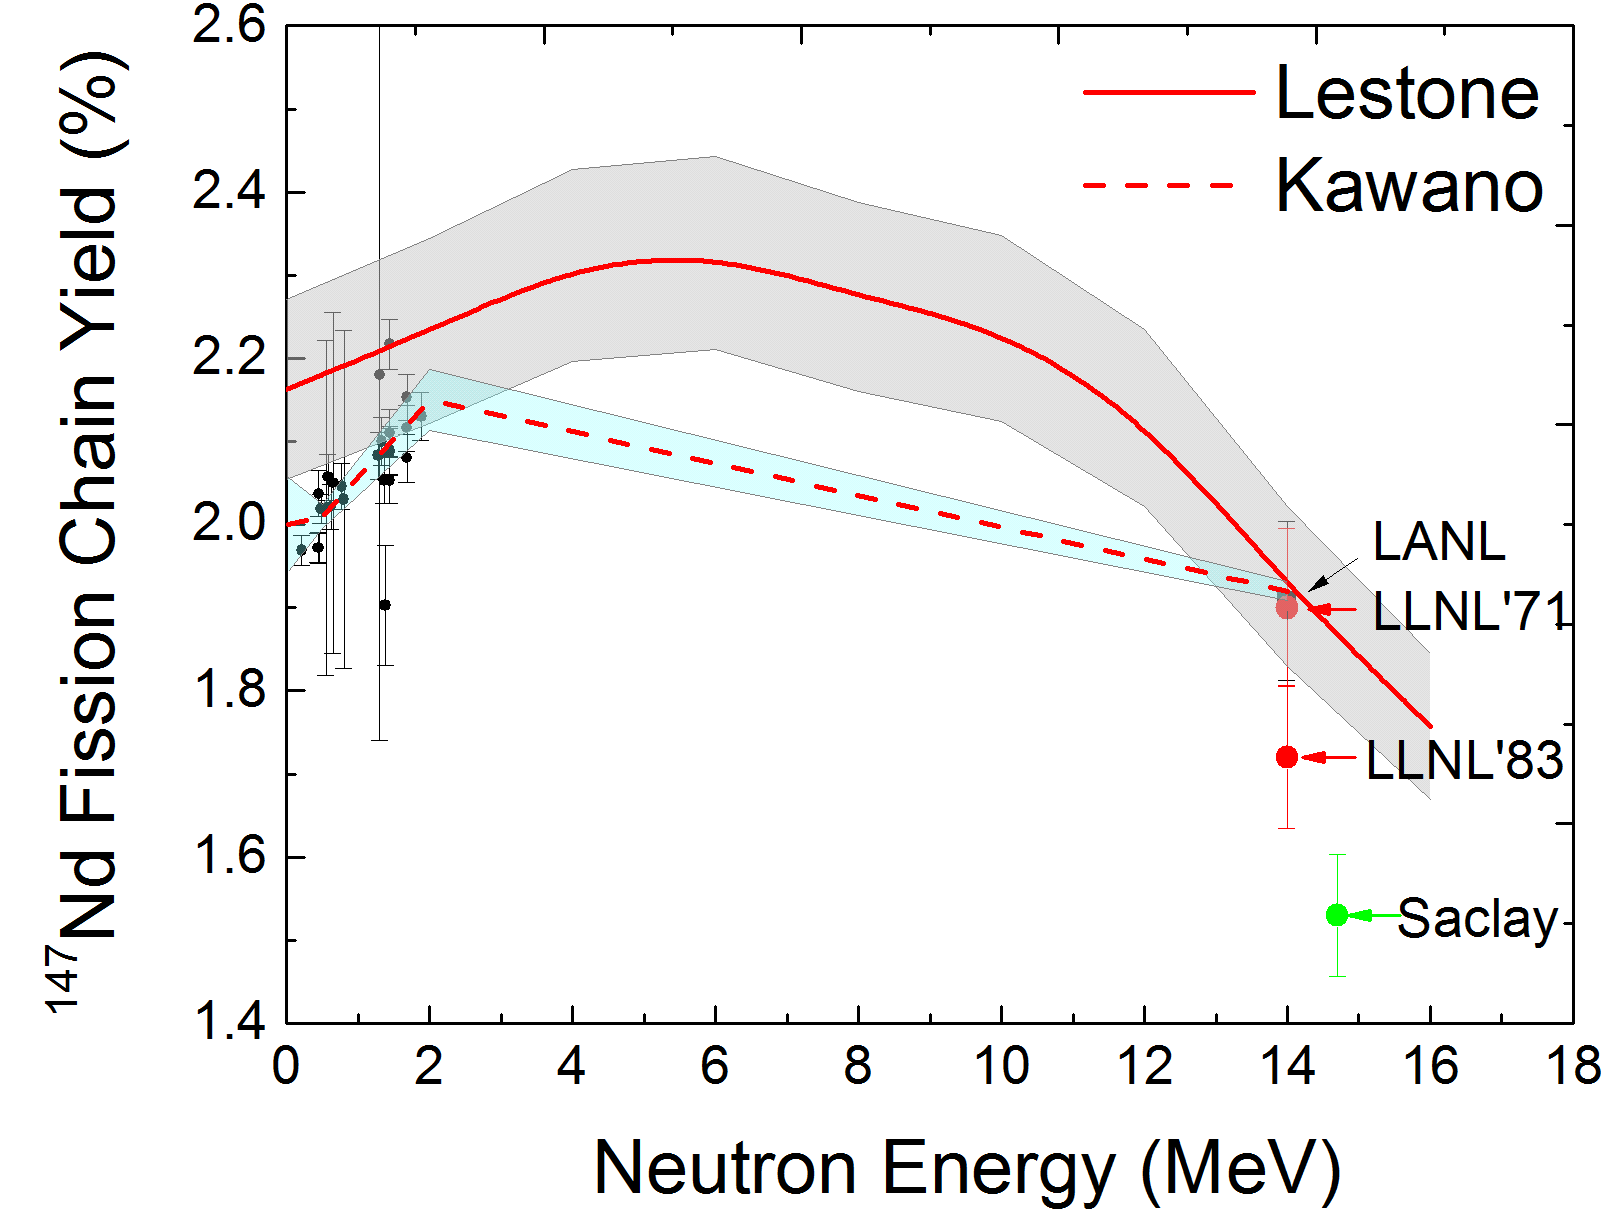 2.6
2.4
2.2
2.0
1.8
1.6
1.4
0 2 4 6 8 10 12 14 16 18
Neutron Energy (MeV)
147Nd Fission Chain Yield (%)
Lestone
Kawano
LANL
LLNL'71
LLNL'83
Saclay